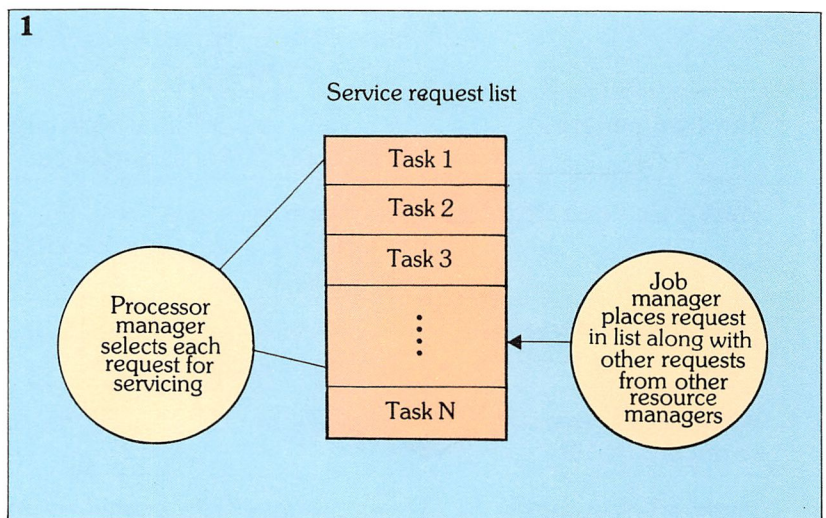 1
Service request list
Task 1
Task 2
Task 3
Task N
Processor
manager
selects each
request for
servicing
Job
manager
places request
in list along with
other requests
from other
resource
managers